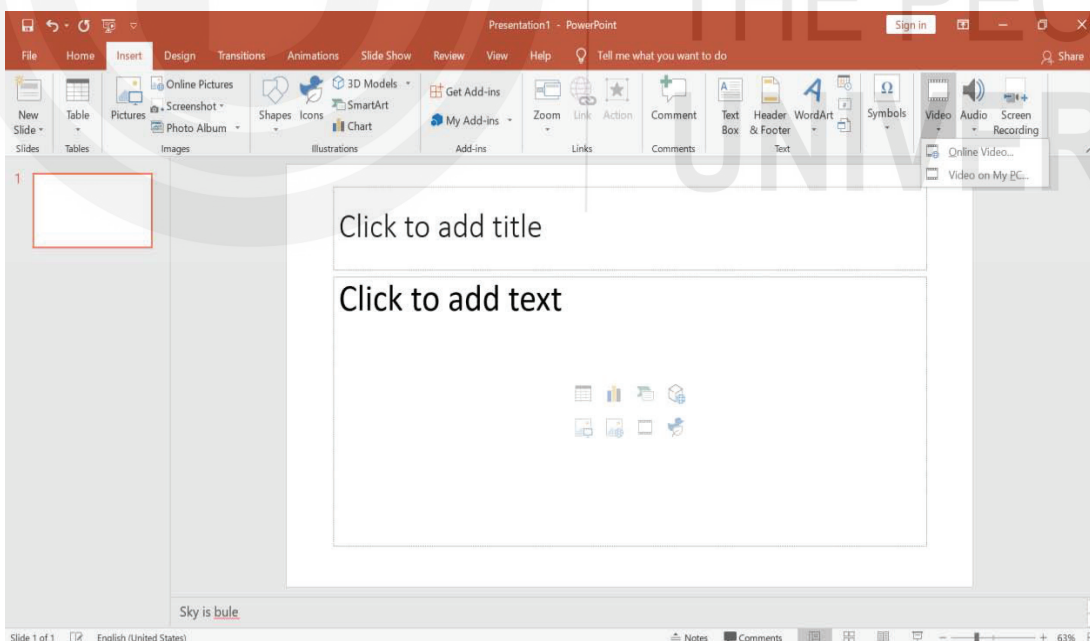 THE PEO
Presentation1 - PowerPoint
Sign in
File Home Insert Design Transitions Animations Slide Show Review View Help Tell me what you want to do Share
New Slide
Table
Pictures
Online Pictures
Screenshot
Photo Album
Shapes
Icons
3D Models
SmartArt
Chart
Get Add-ins
My Add-ins
Zoom
Link
Action
Comment
Text Box
Header & Footer
WordArt
Symbols
Video
Audio
Screen Recording
Slides Tables Images Illustrations Add-ins Links Comments Text
UNIVER
Online Video...
Video on My PC...
1
Click to add title
Click to add text
Sky is bule
Slide 1 of 1 English (United States) Notes Comments 63%